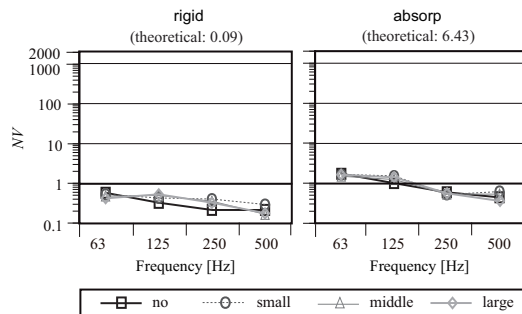 rigid absorp
(theoretical: 0.09) (theoretical: 6.43)
2000
1000
100
10
1
0.1
NV
63 125 250 500 63 125 250 500
Frequency [Hz] Frequency [Hz]
no small middle large